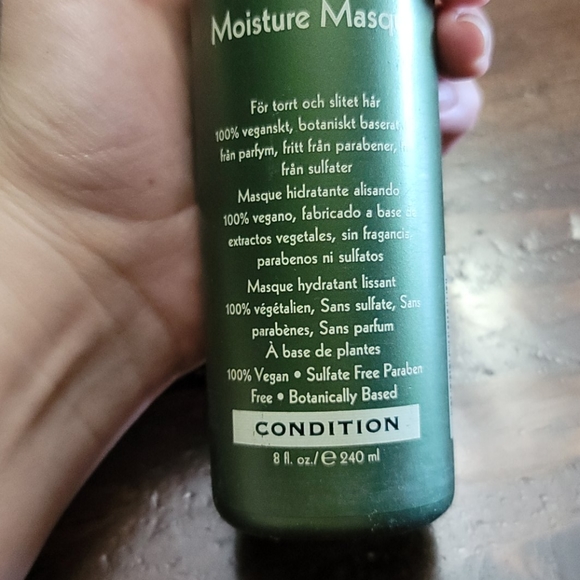 Moisture Masqu
För torrt och slitet hår
100% veganskt, botaniskt baserat
från parfym, fritt från parabener,
från sulfater
Masque hidratante alisando
100% vegano, fabricado a base de
extractos vegetales, sin fragancia,
parabenos ni sulfatos
Masque hydratant lissant
100% végétalien, Sans sulfate, Sans
parabènes, Sans parfum
À base de plantes
100% Vegan • Sulfate Free Paraben
Free • Botanically Based
CONDITION
8 fl. oz./℮ 240 ml